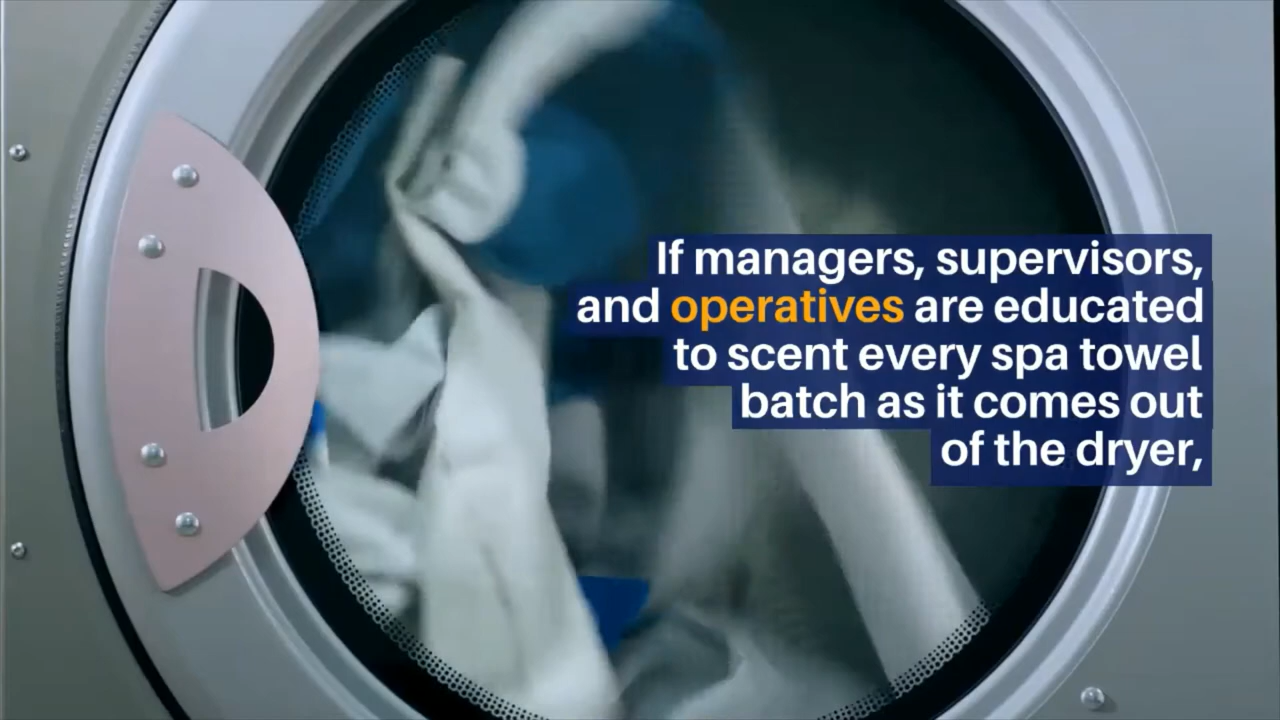 If managers, supervisors,
and operatives are educated
to scent every spa towel
batch as it comes out
of the dryer,